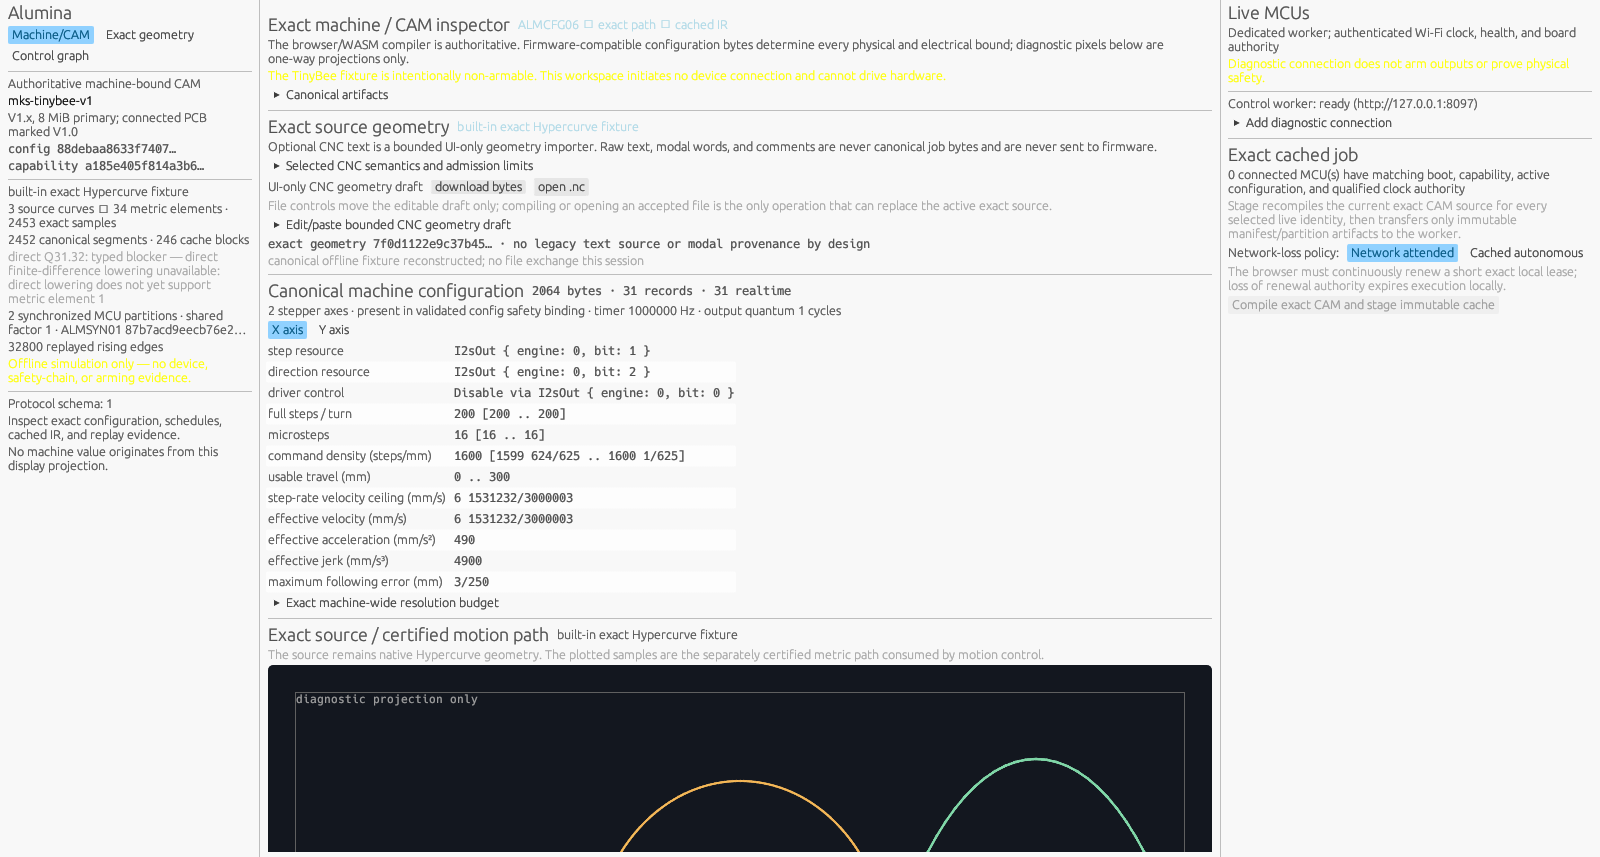 Alumina
Machine/CAM Exact geometry
Control graph
Authoritative machine-bound CAM
mks-tinybee-v1
V1.x, 8 MiB primary; connected PCB
marked V1.0
config 88debaa8633f7407…
capability a185e405f814a3b6…
built-in exact Hypercurve fixture
3 source curves □ 34 metric elements ·
2453 exact samples
2452 canonical segments · 246 cache blocks
direct Q31.32: typed blocker — direct
finite-difference lowering unavailable:
direct lowering does not yet support
metric element 1
2 synchronized MCU partitions · shared
factor 1 · ALMSYN01 87b7acd9eecb76e2…
32800 replayed rising edges
Offline simulation only — no device,
safety-chain, or arming evidence.
Protocol schema: 1
Inspect exact configuration, schedules,
cached IR, and replay evidence.
No machine value originates from this
display projection.
Exact machine / CAM inspector ALMCFG06 □ exact path □ cached IR
The browser/WASM compiler is authoritative. Firmware-compatible configuration bytes determine every physical and electrical bound; diagnostic pixels below are
one-way projections only.
The TinyBee fixture is intentionally non-armable. This workspace initiates no device connection and cannot drive hardware.
▸ Canonical artifacts
Exact source geometry built-in exact Hypercurve fixture
Optional CNC text is a bounded UI-only geometry importer. Raw text, modal words, and comments are never canonical job bytes and are never sent to firmware.
▸ Selected CNC semantics and admission limits
UI-only CNC geometry draft download bytes open .nc
File controls move the editable draft only; compiling or opening an accepted file is the only operation that can replace the active exact source.
▸ Edit/paste bounded CNC geometry draft
exact geometry 7f0d1122e9c37b45… · no legacy text source or modal provenance by design
canonical offline fixture reconstructed; no file exchange this session
Canonical machine configuration 2064 bytes · 31 records · 31 realtime
2 stepper axes · present in validated config safety binding · timer 1000000 Hz · output quantum 1 cycles
X axis Y axis
step resource I2sOut { engine: 0, bit: 1 }
direction resource I2sOut { engine: 0, bit: 2 }
driver control Disable via I2sOut { engine: 0, bit: 0 }
full steps / turn 200 [200 .. 200]
microsteps 16 [16 .. 16]
command density (steps/mm) 1600 [1599 624/625 .. 1600 1/625]
usable travel (mm) 0 .. 300
step-rate velocity ceiling (mm/s) 6 1531232/3000003
effective velocity (mm/s) 6 1531232/3000003
effective acceleration (mm/s²) 490
effective jerk (mm/s³) 4900
maximum following error (mm) 3/250
▸ Exact machine-wide resolution budget
Exact source / certified motion path built-in exact Hypercurve fixture
The source remains native Hypercurve geometry. The plotted samples are the separately certified metric path consumed by motion control.
diagnostic projection only
Live MCUs
Dedicated worker; authenticated Wi-Fi clock, health, and board
authority
Diagnostic connection does not arm outputs or prove physical
safety.
Control worker: ready (http://127.0.0.1:8097)
▸ Add diagnostic connection
Exact cached job
0 connected MCU(s) have matching boot, capability, active
configuration, and qualified clock authority
Stage recompiles the current exact CAM source for every
selected live identity, then transfers only immutable
manifest/partition artifacts to the worker.
Network-loss policy: Network attended Cached autonomous
The browser must continuously renew a short exact local lease;
loss of renewal authority expires execution locally.
Compile exact CAM and stage immutable cache